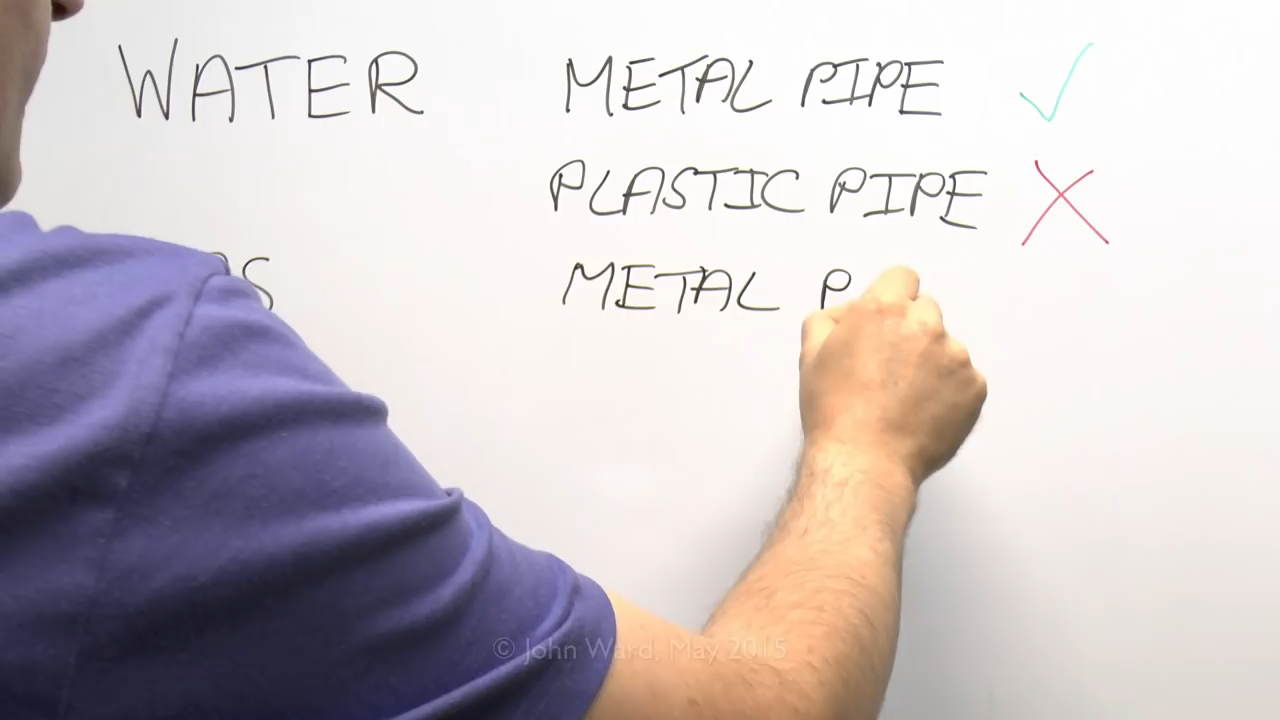 WATER METAL PIPE ✓
PLASTIC PIPE X
METAL P
© John Ward, May 2015